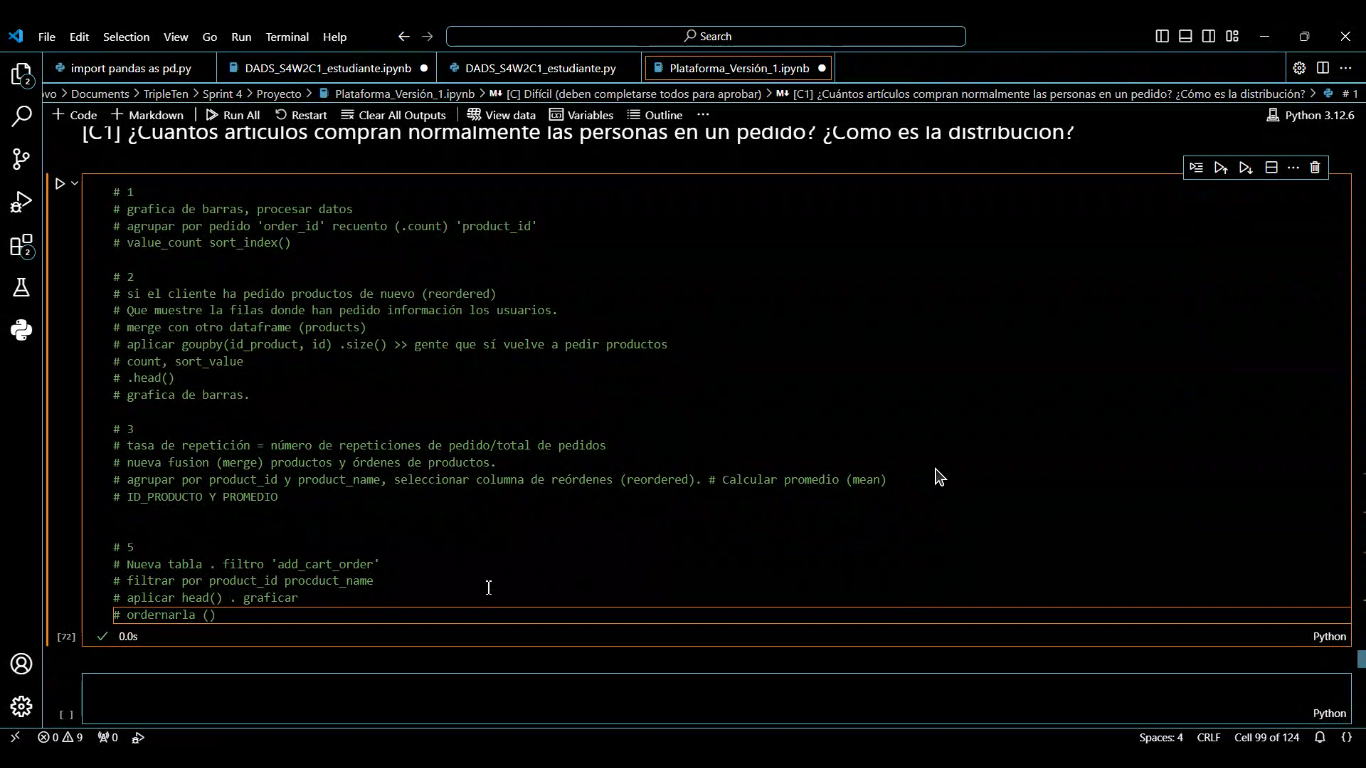 File Edit Selection View Go Run Terminal Help
Search
import pandas as pd.py
DADS_S4W2C1_estudiante.ipynb
DADS_S4W2C1_estudiante.py
Plataforma_Versión_1.ipynb
vo > Documents > TripleTen > Sprint 4 > Proyecto > Plataforma_Versión_1.ipynb > M↓ [C] Difícil (deben completarse todos para aprobar) > M↓ [C1] ¿Cuántos artículos compran normalmente las personas en un pedido? ¿Cómo es la distribución? > # 1
+ Code + Markdown Run All Restart Clear All Outputs View data Variables Outline ··· Python 3.12.6
[C1] ¿Cuántos artículos compran normalmente las personas en un pedido? ¿Cómo es la distribución?
# 1
# grafica de barras, procesar datos
# agrupar por pedido 'order_id' recuento (.count) 'product_id'
# value_count sort_index()
# 2
# si el cliente ha pedido productos de nuevo (reordered)
# Que muestre la filas donde han pedido información los usuarios.
# merge con otro dataframe (products)
# aplicar goupby(id_product, id) .size() >> gente que sí vuelve a pedir productos
# count, sort_value
# .head()
# grafica de barras.
# 3
# tasa de repetición = número de repeticiones de pedido/total de pedidos
# nueva fusion (merge) productos y órdenes de productos.
# agrupar por product_id y product_name, seleccionar columna de reórdenes (reordered). # Calcular promedio (mean)
# ID_PRODUCTO Y PROMEDIO
# 5
# Nueva tabla . filtro 'add_cart_order'
# filtrar por product_id procduct_name
# aplicar head() . graficar
# ordernarla ()
[72] 0.0s Python
[ ] Python
0 9 0 Spaces: 4 CRLF Cell 99 of 124
2
2